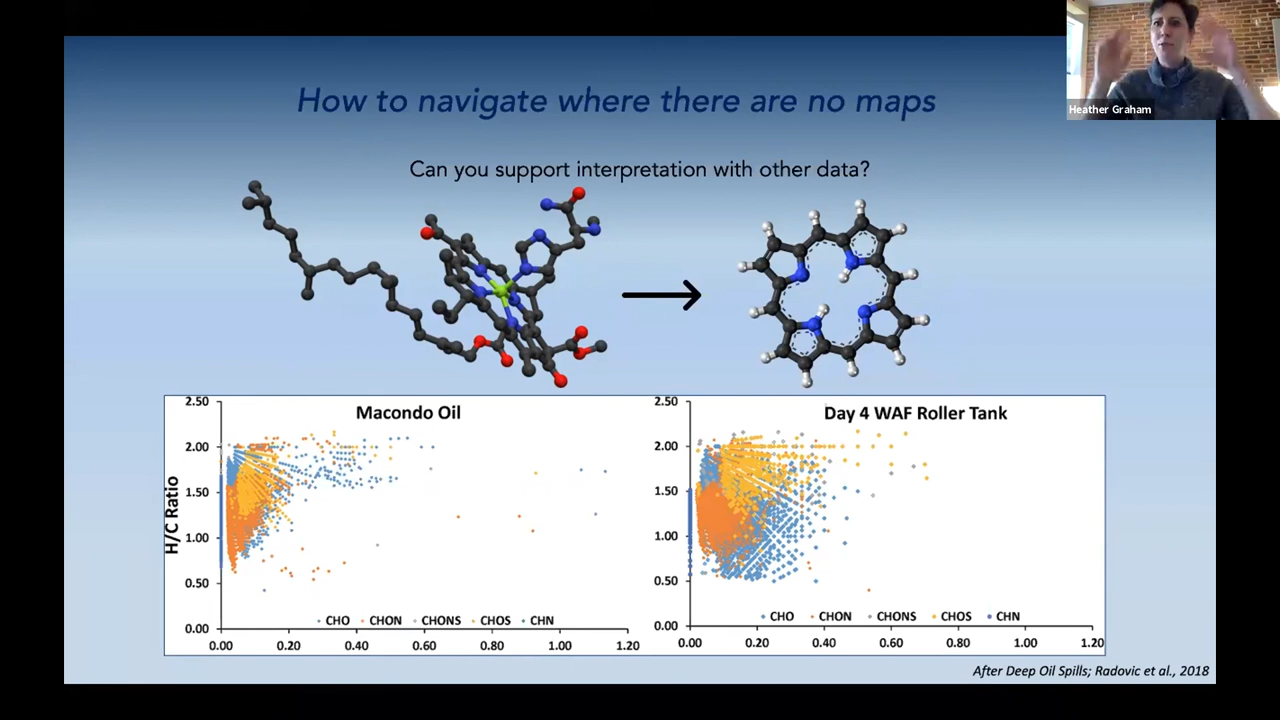 Heather Graham
How to navigate where there are no maps
Can you support interpretation with other data?
Macondo Oil
H/C Ratio
2.50
2.00
1.50
1.00
0.50
0.00
CHO CHON CHONS CHOS CHN
0.00 0.20 0.40 0.60 0.80 1.00 1.20
Day 4 WAF Roller Tank
2.50
2.00
1.50
1.00
0.50
0.00
CHO CHON CHONS CHOS CHN
0.00 0.20 0.40 0.60 0.80 1.00 1.20
After Deep Oil Spills; Radovic et al., 2018